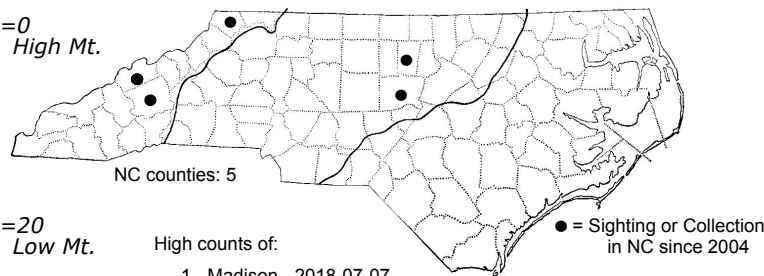 =0
High Mt.
NC counties: 5
=20
Low Mt.
High counts of:
1 - Madison - 2018-07-07
● = Sighting or Collection
in NC since 2004